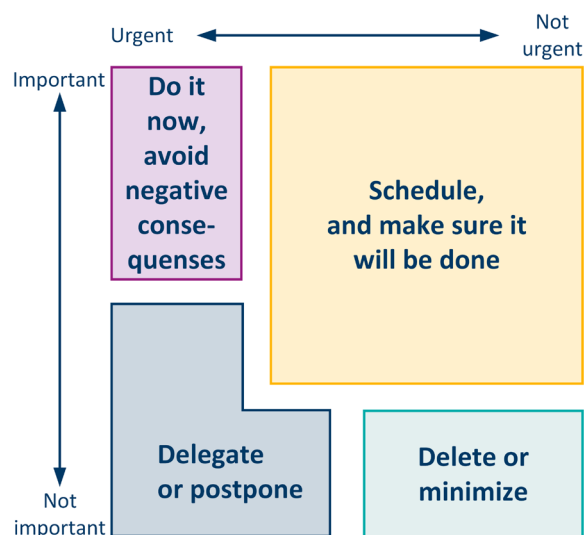 Urgent
Not
urgent
Important
Do it
now,
avoid
negative
conse-
quenses
Schedule,
and make sure it
will be done
Delegate
or postpone
Delete or
minimize
Not
important